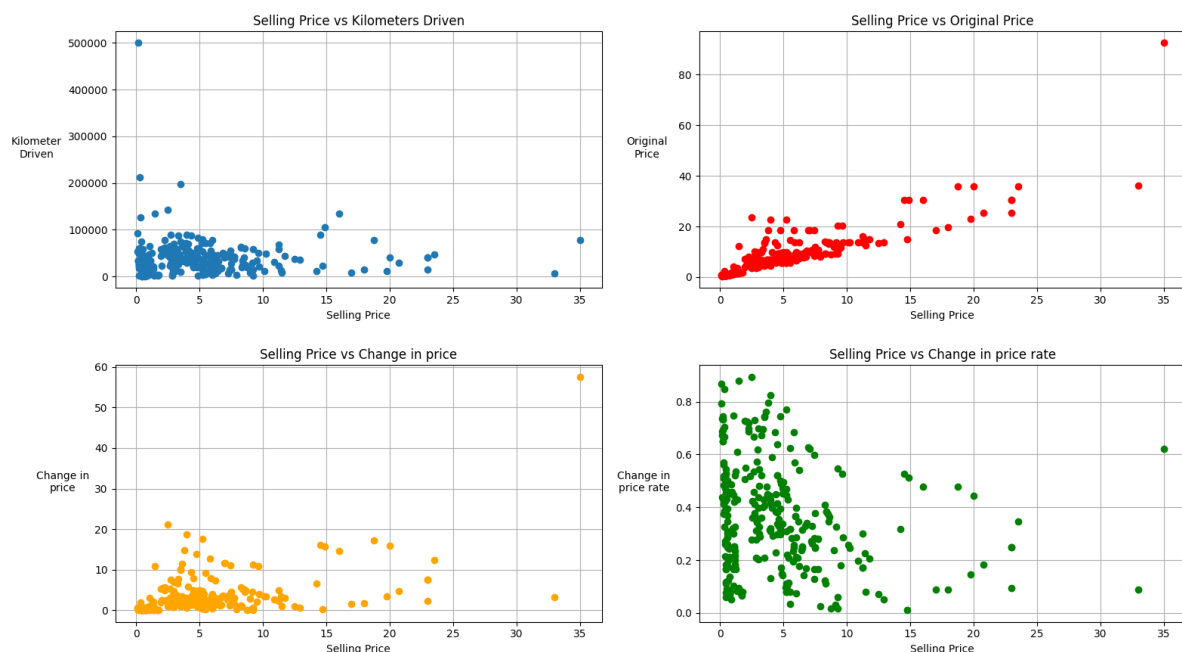 Selling Price vs Kilometers Driven
500000
400000
300000
200000
100000
0
Kilometer
Driven
0 5 10 15 20 25 30 35
Selling Price
Selling Price vs Original Price
80
60
40
20
0
Original
Price
0 5 10 15 20 25 30 35
Selling Price
Selling Price vs Change in price
60
50
40
30
20
10
0
Change in
price
0 5 10 15 20 25 30 35
Selling Price
Selling Price vs Change in price rate
0.8
0.6
0.4
0.2
0.0
Change in
price rate
0 5 10 15 20 25 30 35
Selling Price